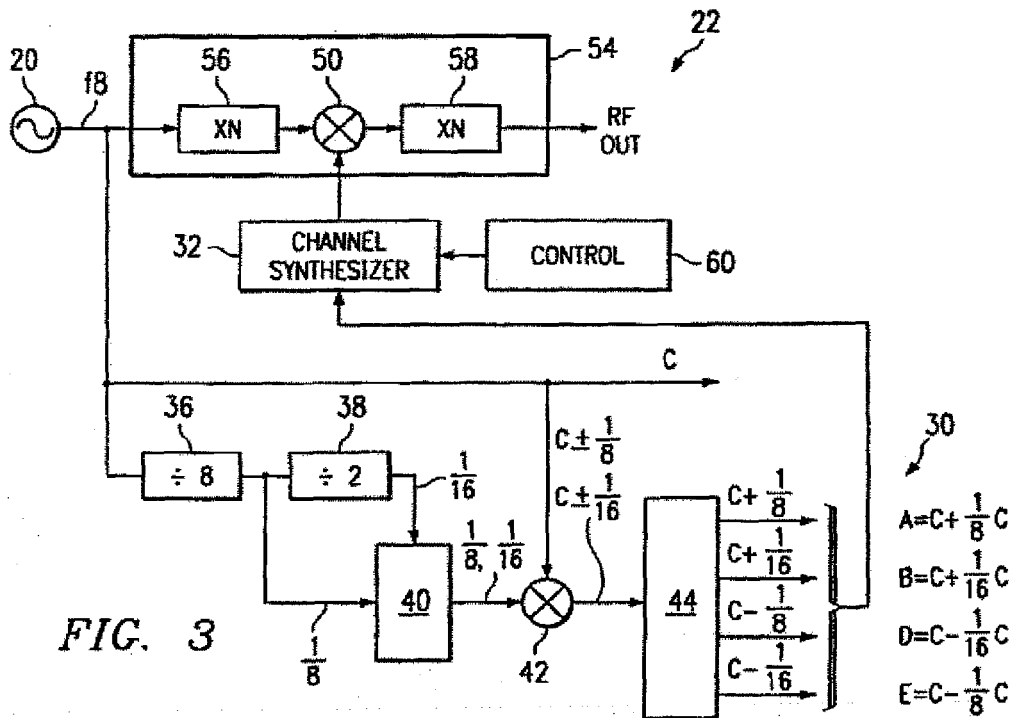 22
20
f8
56
50
58
54
XN
XN
RF
OUT
32
CHANNEL
SYNTHESIZER
CONTROL
60
C
36
38
÷ 8
÷ 2
1/16
C ± 1/8
C ± 1/16
30
C+ 1/8
A=C+ 1/8 C
1/8, 1/16
C+ 1/16
B=C+ 1/16 C
40
44
C- 1/8
D=C- 1/16 C
FIG. 3
1/8
42
C- 1/16
E=C- 1/8 C